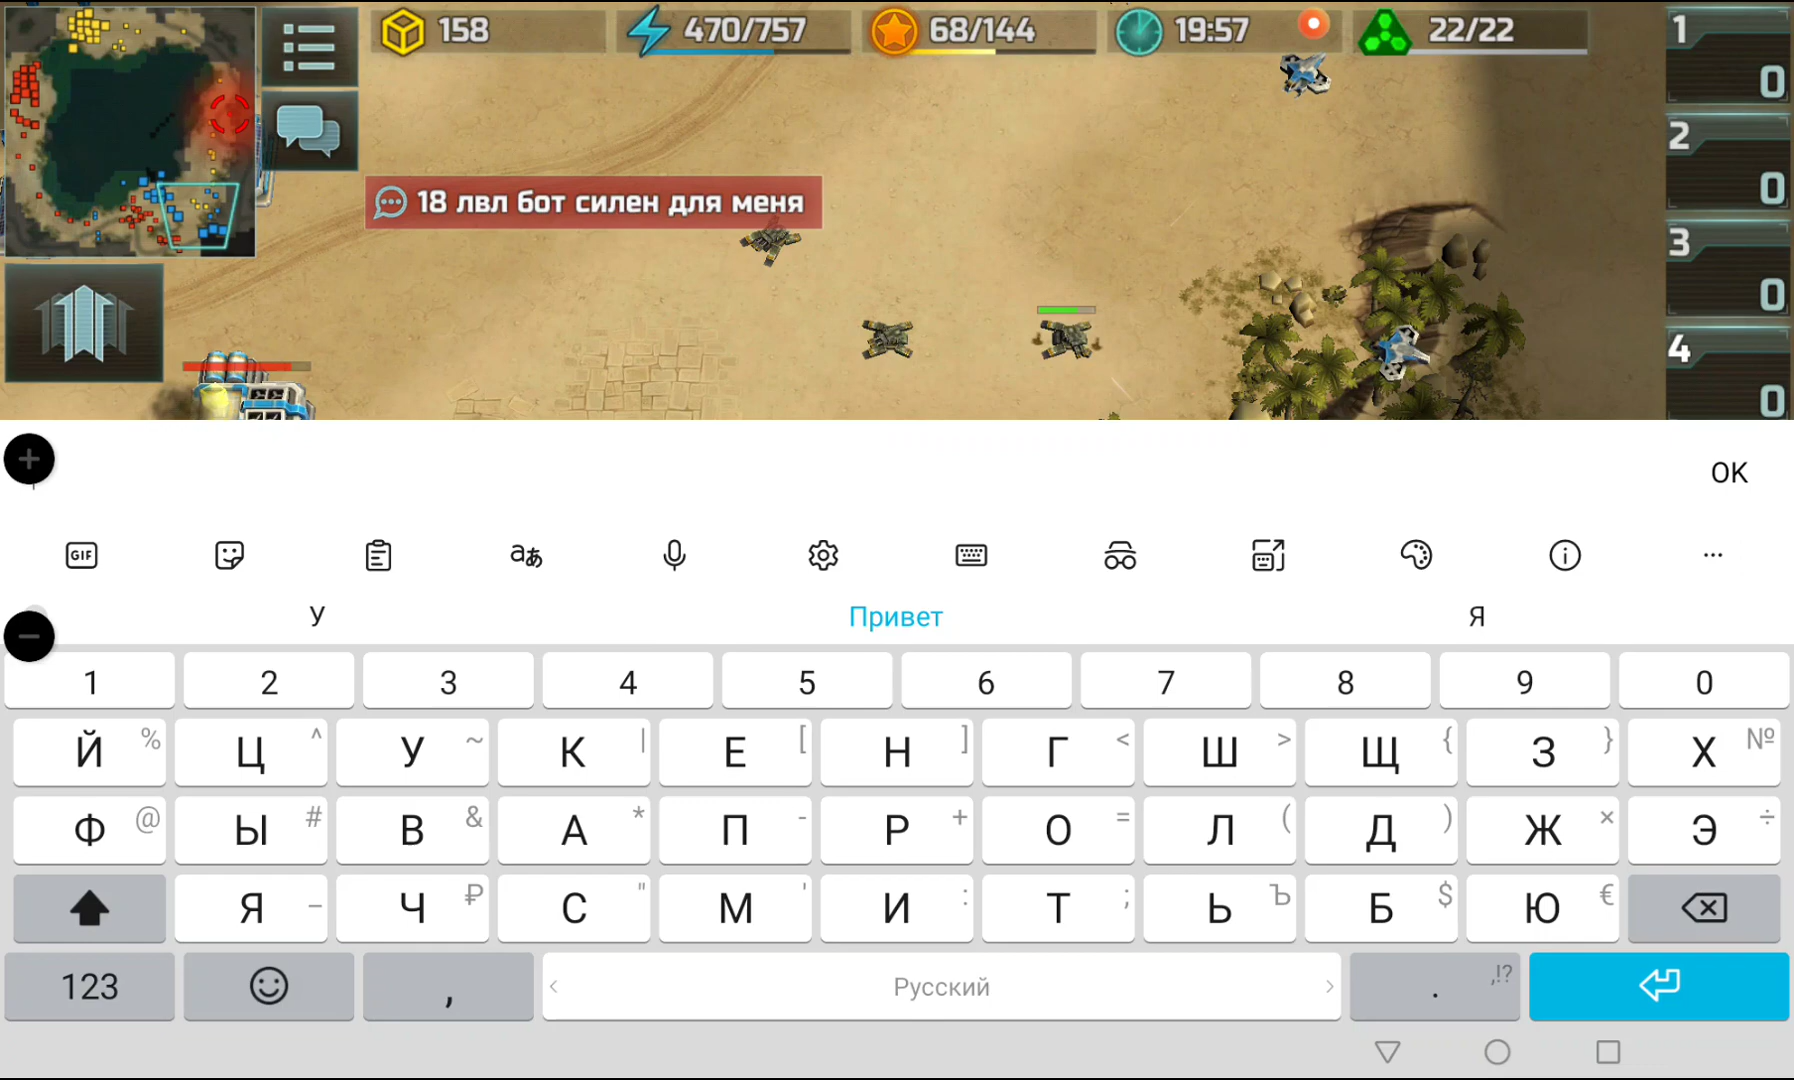 158
470/757
68/144
19:57
22/22
1
0
2
0
3
0
4
0
18 лвл бот силен для меня
OK
GIF
aあ
У Привет Я
1 2 3 4 5 6 7 8 9 0
Й % Ц ^ У ~ К | Е [ Н ] Г < Ш > Щ { З } Х №
Ф @ Ы # В & А * П - Р + О = Л ( Д ) Ж × Э ÷
Я _ Ч ₽ С " М ' И : Т ; Ь Ъ Б $ Ю €
123 , Русский . ,!?